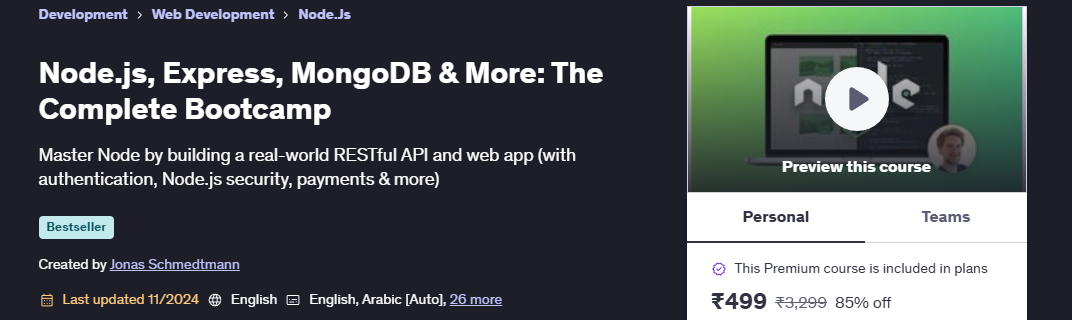 Development > Web Development > Node.Js
Node.js, Express, MongoDB & More: The
Complete Bootcamp
Master Node by building a real-world RESTful API and web app (with
authentication, Node.js security, payments & more)
Bestseller
Created by Jonas Schmedtmann
Last updated 11/2024 English English, Arabic [Auto], 26 more
Preview this course
Personal Teams
This Premium course is included in plans
₹499 ₹3,299 85% off